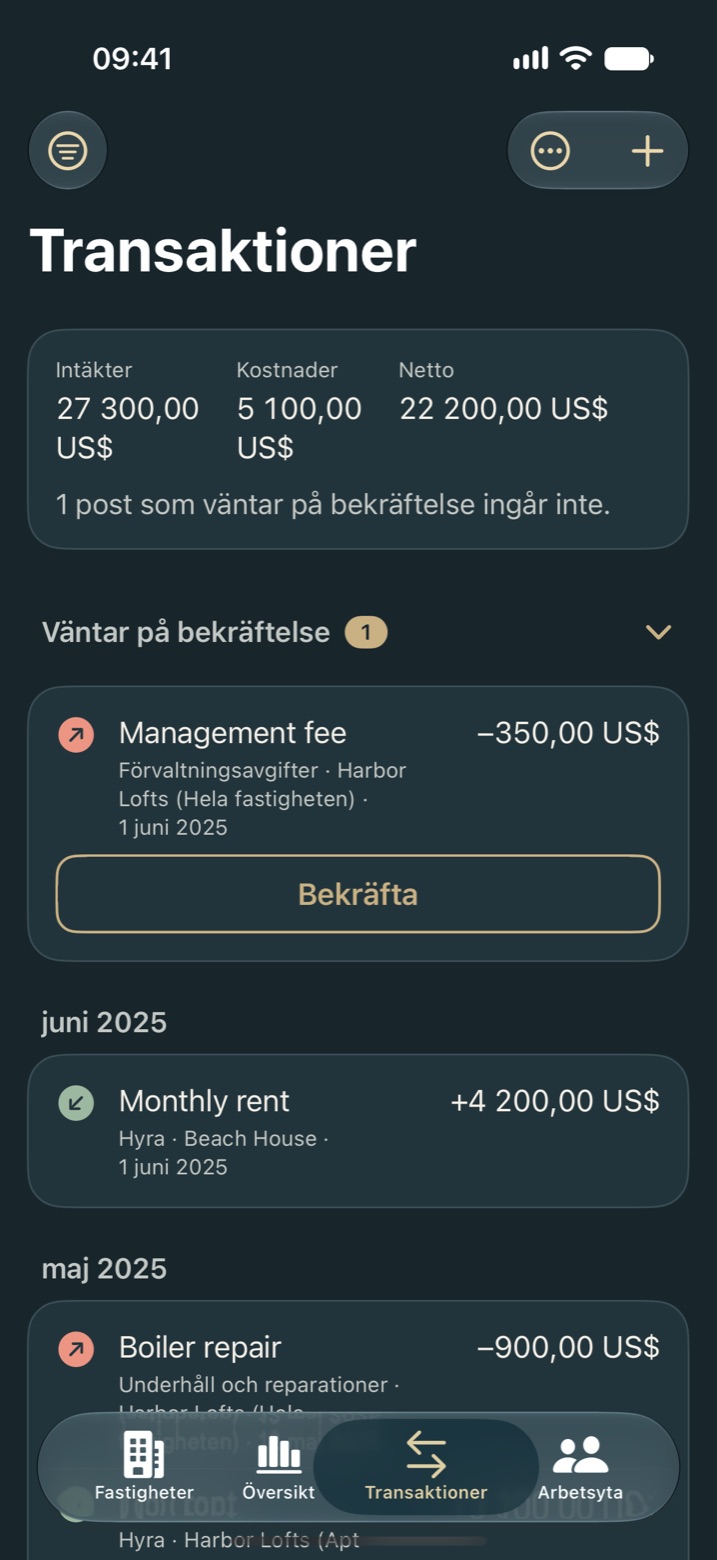 09:41
Transaktioner
Intäkter
Kostnader
Netto
27 300,00 US$
5 100,00 US$
22 200,00 US$
1 post som väntar på bekräftelse ingår inte.
Väntar på bekräftelse 1
Management fee
−350,00 US$
Förvaltningsavgifter · Harbor
Lofts (Hela fastigheten) ·
1 juni 2025
Bekräfta
juni 2025
Monthly rent
+4 200,00 US$
Hyra · Beach House ·
1 juni 2025
maj 2025
Boiler repair
−900,00 US$
Underhåll och reparationer ·
Harbor Lofts (Hela
Fastigheter
Översikt
Transaktioner
Arbetsyta
Hyra · Harbor Lofts (Apt